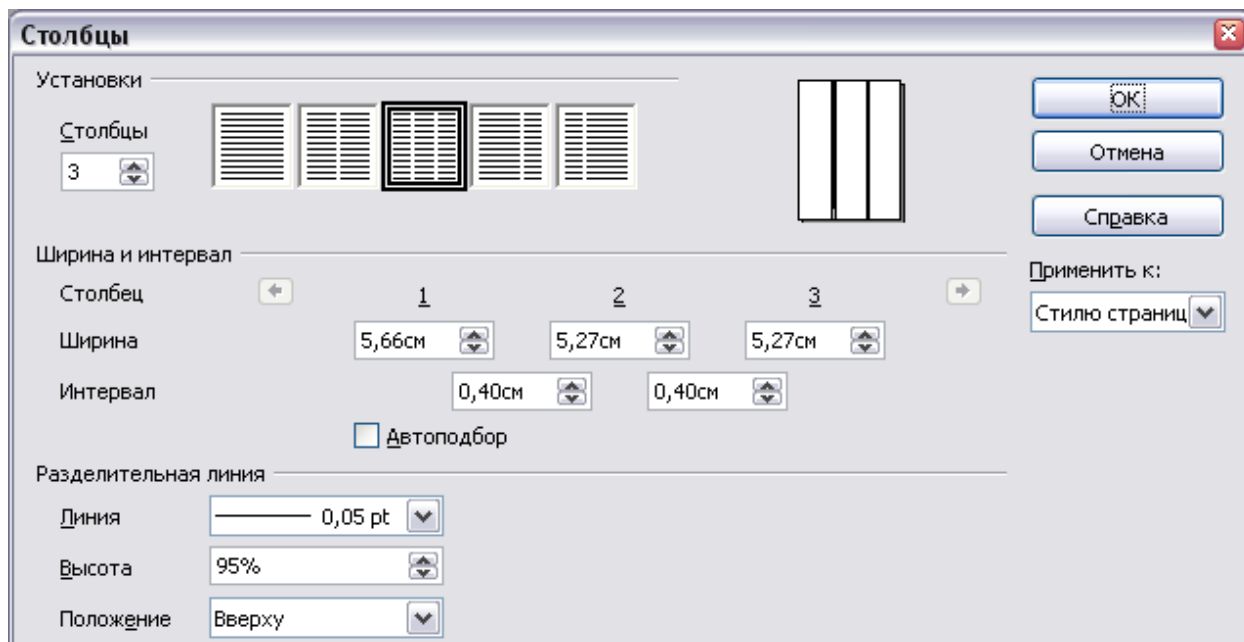 Столбцы
Установки
Столбцы
3
OK
Отмена
Справка
Применить к:
Стилю страниц
Ширина и интервал
Столбец 1 2 3
Ширина 5,66см 5,27см 5,27см
Интервал 0,40см 0,40см
Автоподбор
Разделительная линия
Линия 0,05 pt
Высота 95%
Положение Вверху